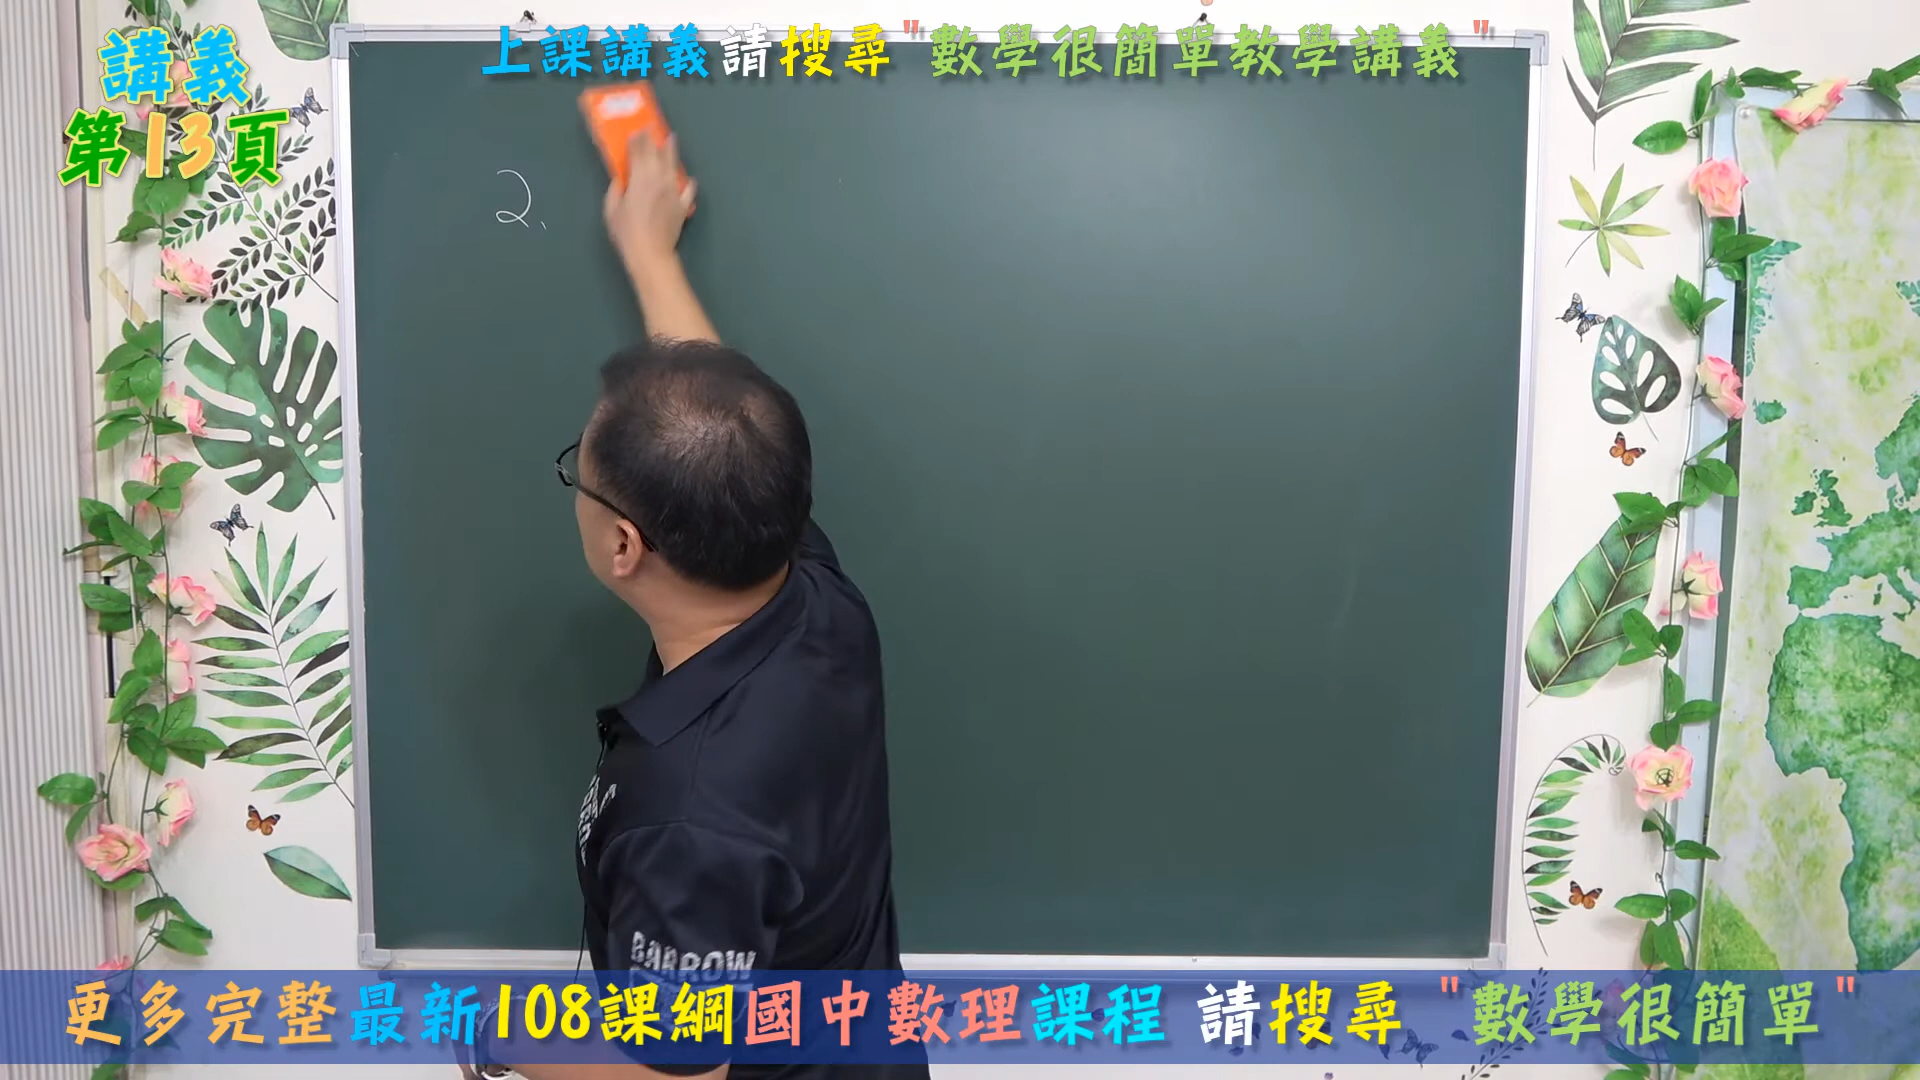 上課講義請搜尋"數學很簡單教學講義"
講義
第13頁
2.
BARROW
更多完整最新108課綱國中數理課程 請搜尋 "數學很簡單"